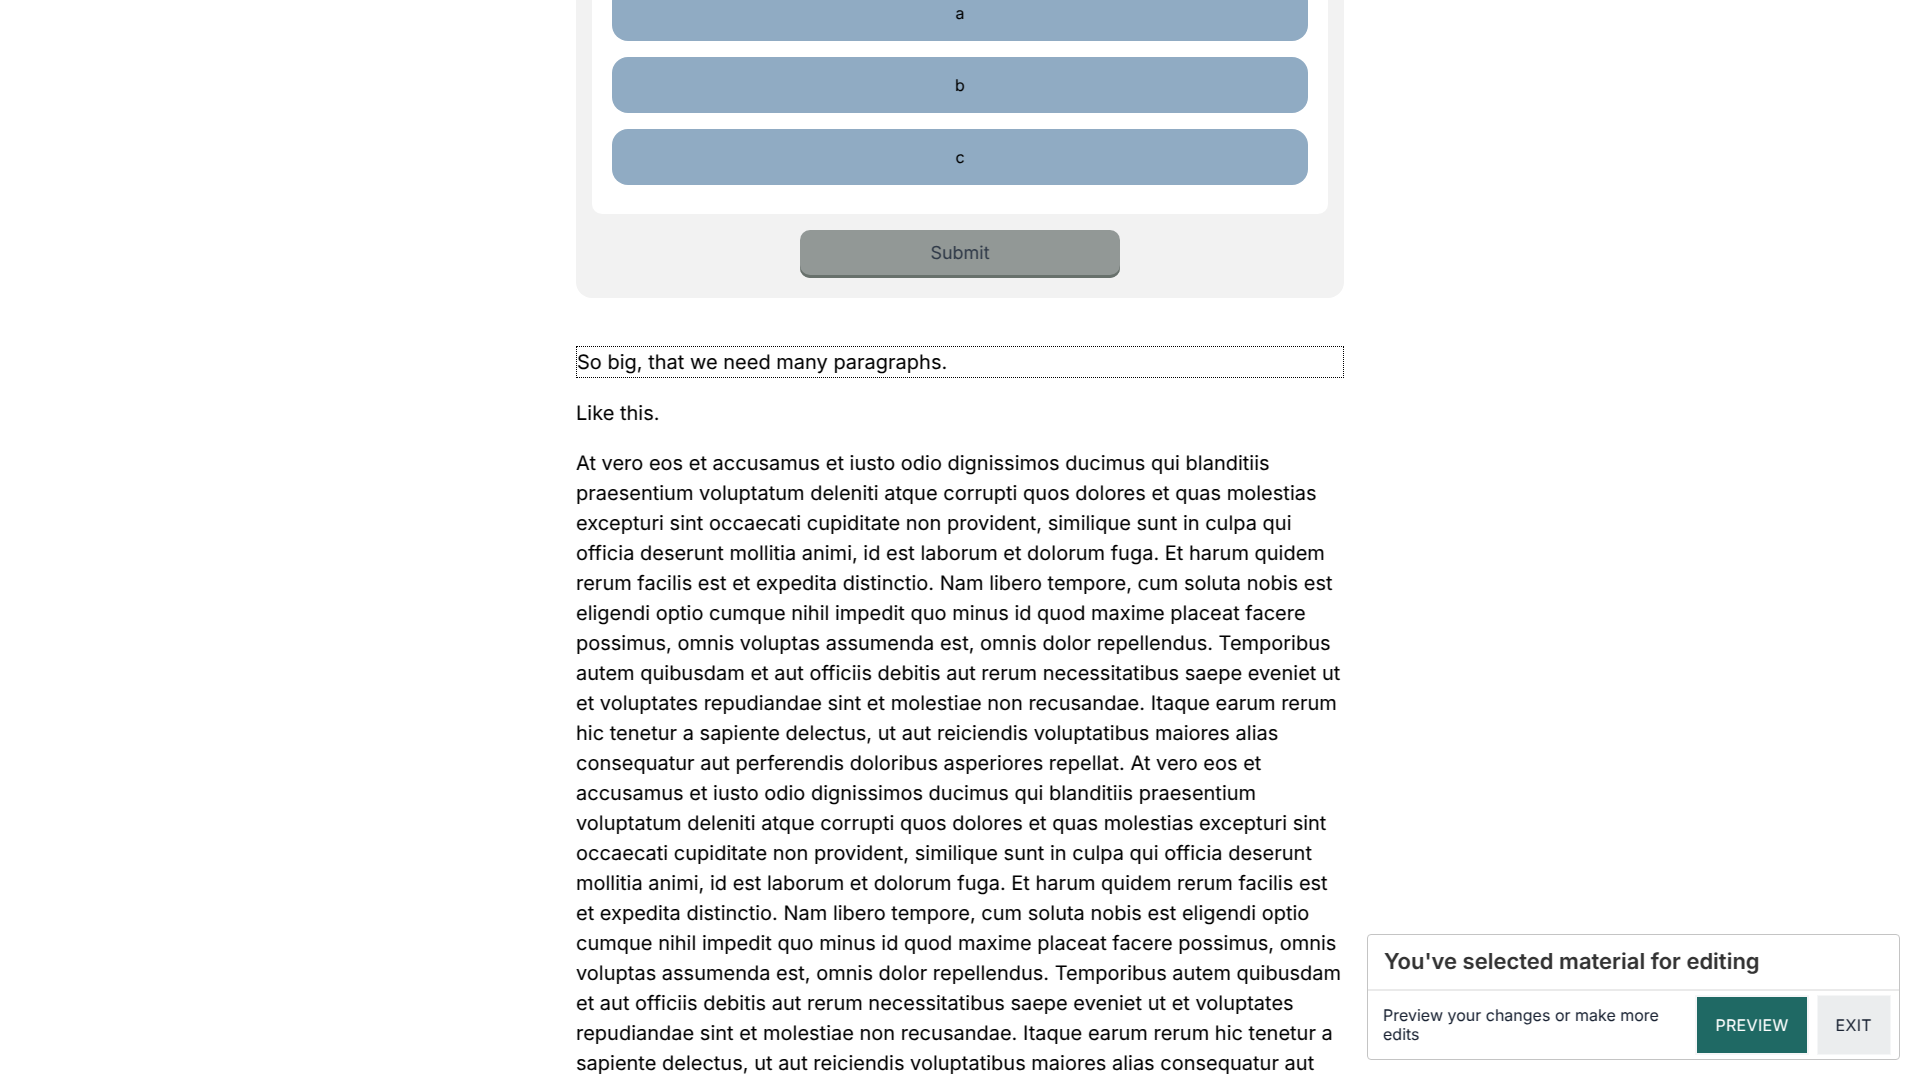 a
b
c
Submit
So big, that we need many paragraphs.
Like this.
At vero eos et accusamus et iusto odio dignissimos ducimus qui blanditiis
praesentium voluptatum deleniti atque corrupti quos dolores et quas molestias
excepturi sint occaecati cupiditate non provident, similique sunt in culpa qui
officia deserunt mollitia animi, id est laborum et dolorum fuga. Et harum quidem
rerum facilis est et expedita distinctio. Nam libero tempore, cum soluta nobis est
eligendi optio cumque nihil impedit quo minus id quod maxime placeat facere
possimus, omnis voluptas assumenda est, omnis dolor repellendus. Temporibus
autem quibusdam et aut officiis debitis aut rerum necessitatibus saepe eveniet ut
et voluptates repudiandae sint et molestiae non recusandae. Itaque earum rerum
hic tenetur a sapiente delectus, ut aut reiciendis voluptatibus maiores alias
consequatur aut perferendis doloribus asperiores repellat. At vero eos et
accusamus et iusto odio dignissimos ducimus qui blanditiis praesentium
voluptatum deleniti atque corrupti quos dolores et quas molestias excepturi sint
occaecati cupiditate non provident, similique sunt in culpa qui officia deserunt
mollitia animi, id est laborum et dolorum fuga. Et harum quidem rerum facilis est
et expedita distinctio. Nam libero tempore, cum soluta nobis est eligendi optio
cumque nihil impedit quo minus id quod maxime placeat facere possimus, omnis
voluptas assumenda est, omnis dolor repellendus. Temporibus autem quibusdam
et aut officiis debitis aut rerum necessitatibus saepe eveniet ut et voluptates
repudiandae sint et molestiae non recusandae. Itaque earum rerum hic tenetur a
sapiente delectus, ut aut reiciendis voluptatibus maiores alias consequatur aut
You've selected material for editing
Preview your changes or make more
edits
PREVIEW
EXIT